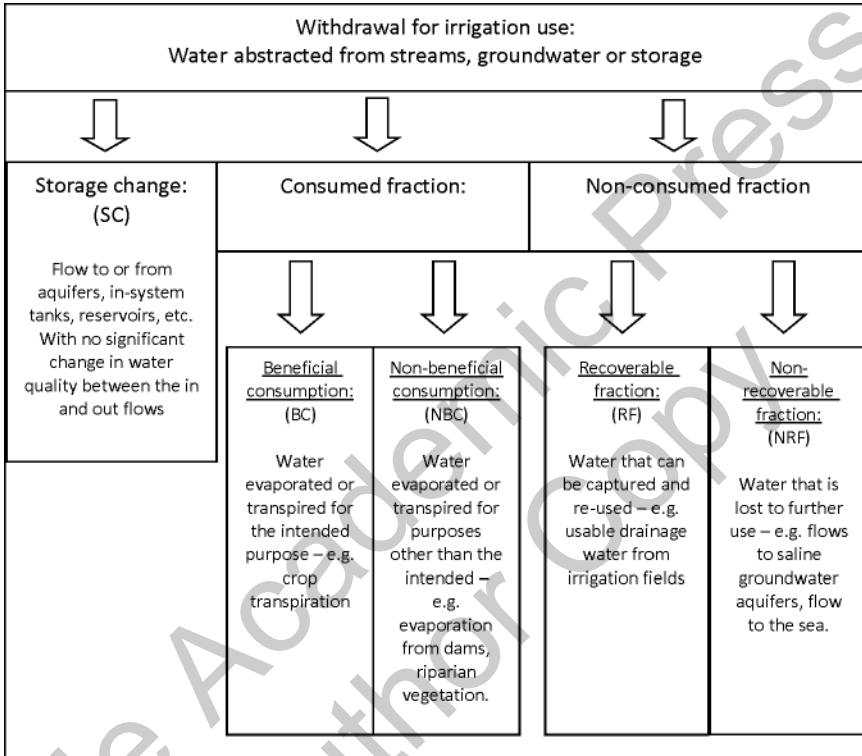 Withdrawal for irrigation use:
Water abstracted from streams, groundwater or storage
Storage change:
(SC)
Flow to or from
aquifers, in-system
tanks, reservoirs, etc.
With no significant
change in water
quality between the in
and out flows
Consumed fraction:
Non-consumed fraction
Beneficial
consumption:
(BC)
Water
evaporated or
transpired for
the intended
purpose – e.g.
crop
transpiration
Non-beneficial
consumption:
(NBC)
Water
evaporated or
transpired for
purposes
other than the
intended –
e.g.
evaporation
from dams,
riparian
vegetation.
Recoverable
fraction:
(RF)
Water that can
be captured and
re-used – e.g.
usable drainage
water from
irrigation fields
Non-
recoverable
fraction:
(NRF)
Water that is
lost to further
use – e.g. flows
to saline
groundwater
aquifers, flow
to the sea.
Academic Press
Copy